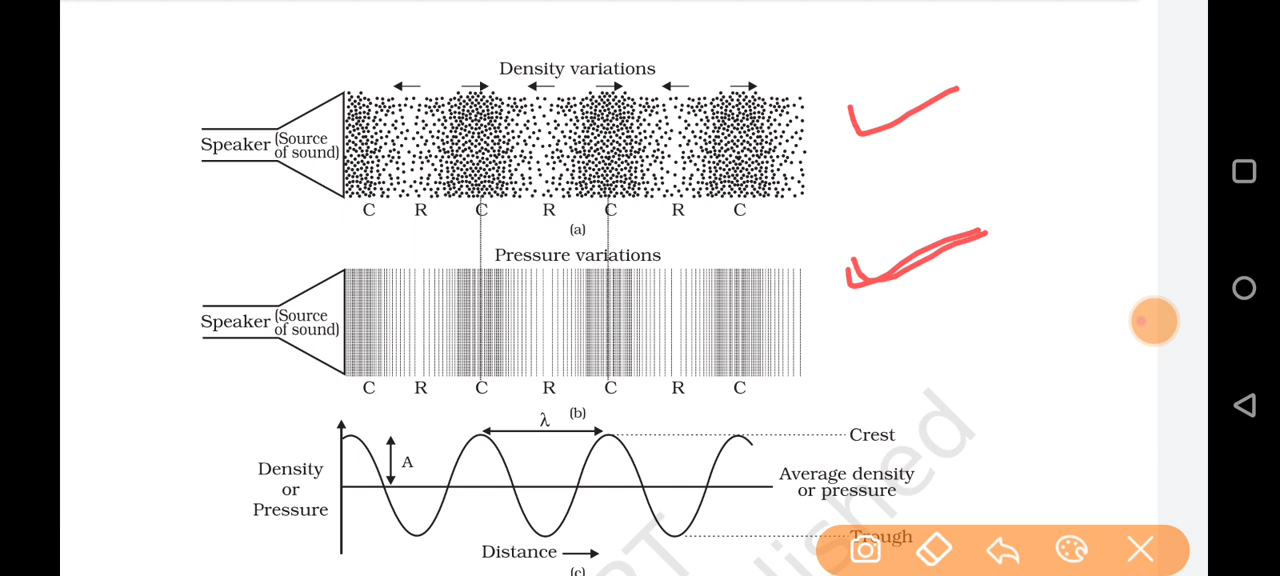 Density variations
Speaker (Source
of sound)
C R C R C R C
(a)
Pressure variations
Speaker (Source
of sound)
C R C R C R C
(b)
λ
Crest
A
Density
or
Pressure
Average density
or pressure
Trough
Distance
(c)